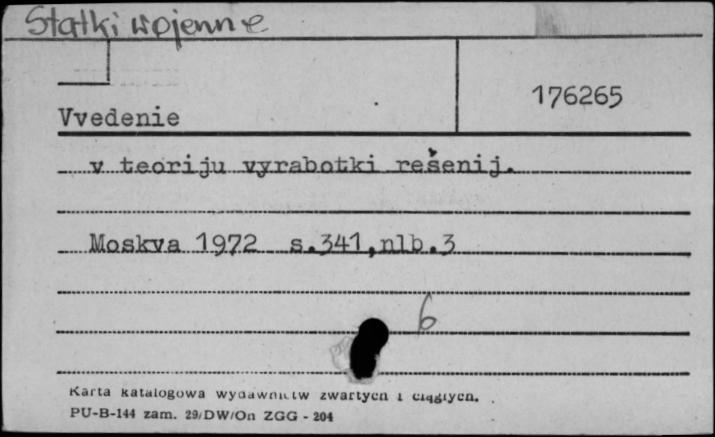 Statki wojenne
176265
Vvedenie
v teoriju vyrabotki rešenij.
Moskva 1972 s.341,nlb.3
6
Karta katalogowa wydawnictw zwartych i ciągłych.
PU-B-144 zam. 29/DW/On ZGG - 204